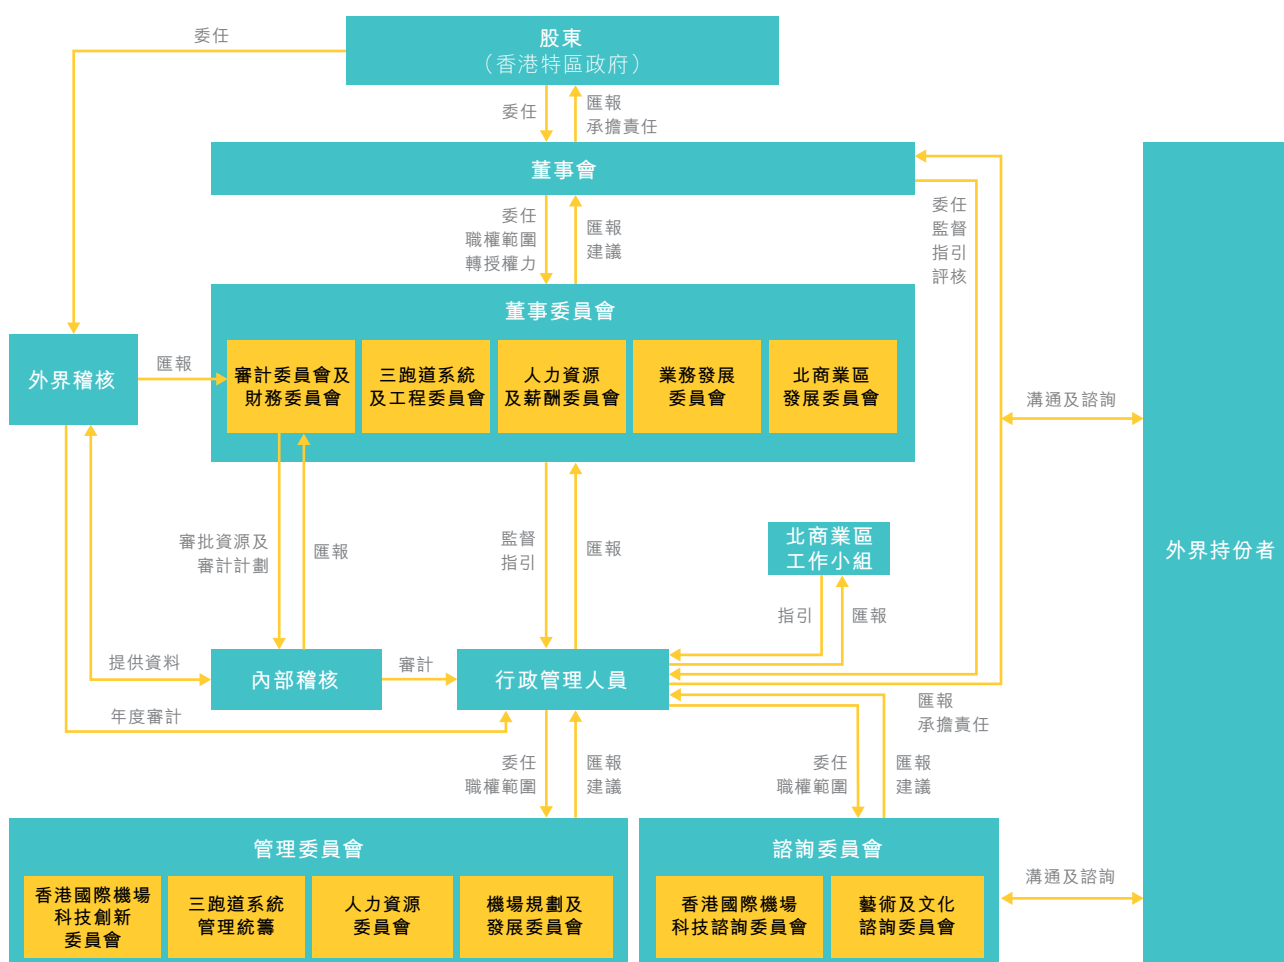 委任
股東
（香港特區政府）
委任
匯報
承擔責任
董事會
委任
職權範圍
轉授權力
匯報
建議
委任
監督
指引
評核
董事委員會
外界稽核
匯報
審計委員會及
財務委員會
三跑道系統
及工程委員會
人力資源
及薪酬委員會
業務發展
委員會
北商業區
發展委員會
溝通及諮詢
審批資源及
審計計劃
匯報
監督
指引
匯報
北商業區
工作小組
外界持份者
指引
匯報
提供資料
內部稽核
審計
行政管理人員
年度審計
匯報
承擔責任
委任
職權範圍
匯報
建議
委任
職權範圍
匯報
建議
管理委員會
香港國際機場
科技創新
委員會
三跑道系統
管理統籌
人力資源
委員會
機場規劃及
發展委員會
諮詢委員會
香港國際機場
科技諮詢委員會
藝術及文化
諮詢委員會
溝通及諮詢